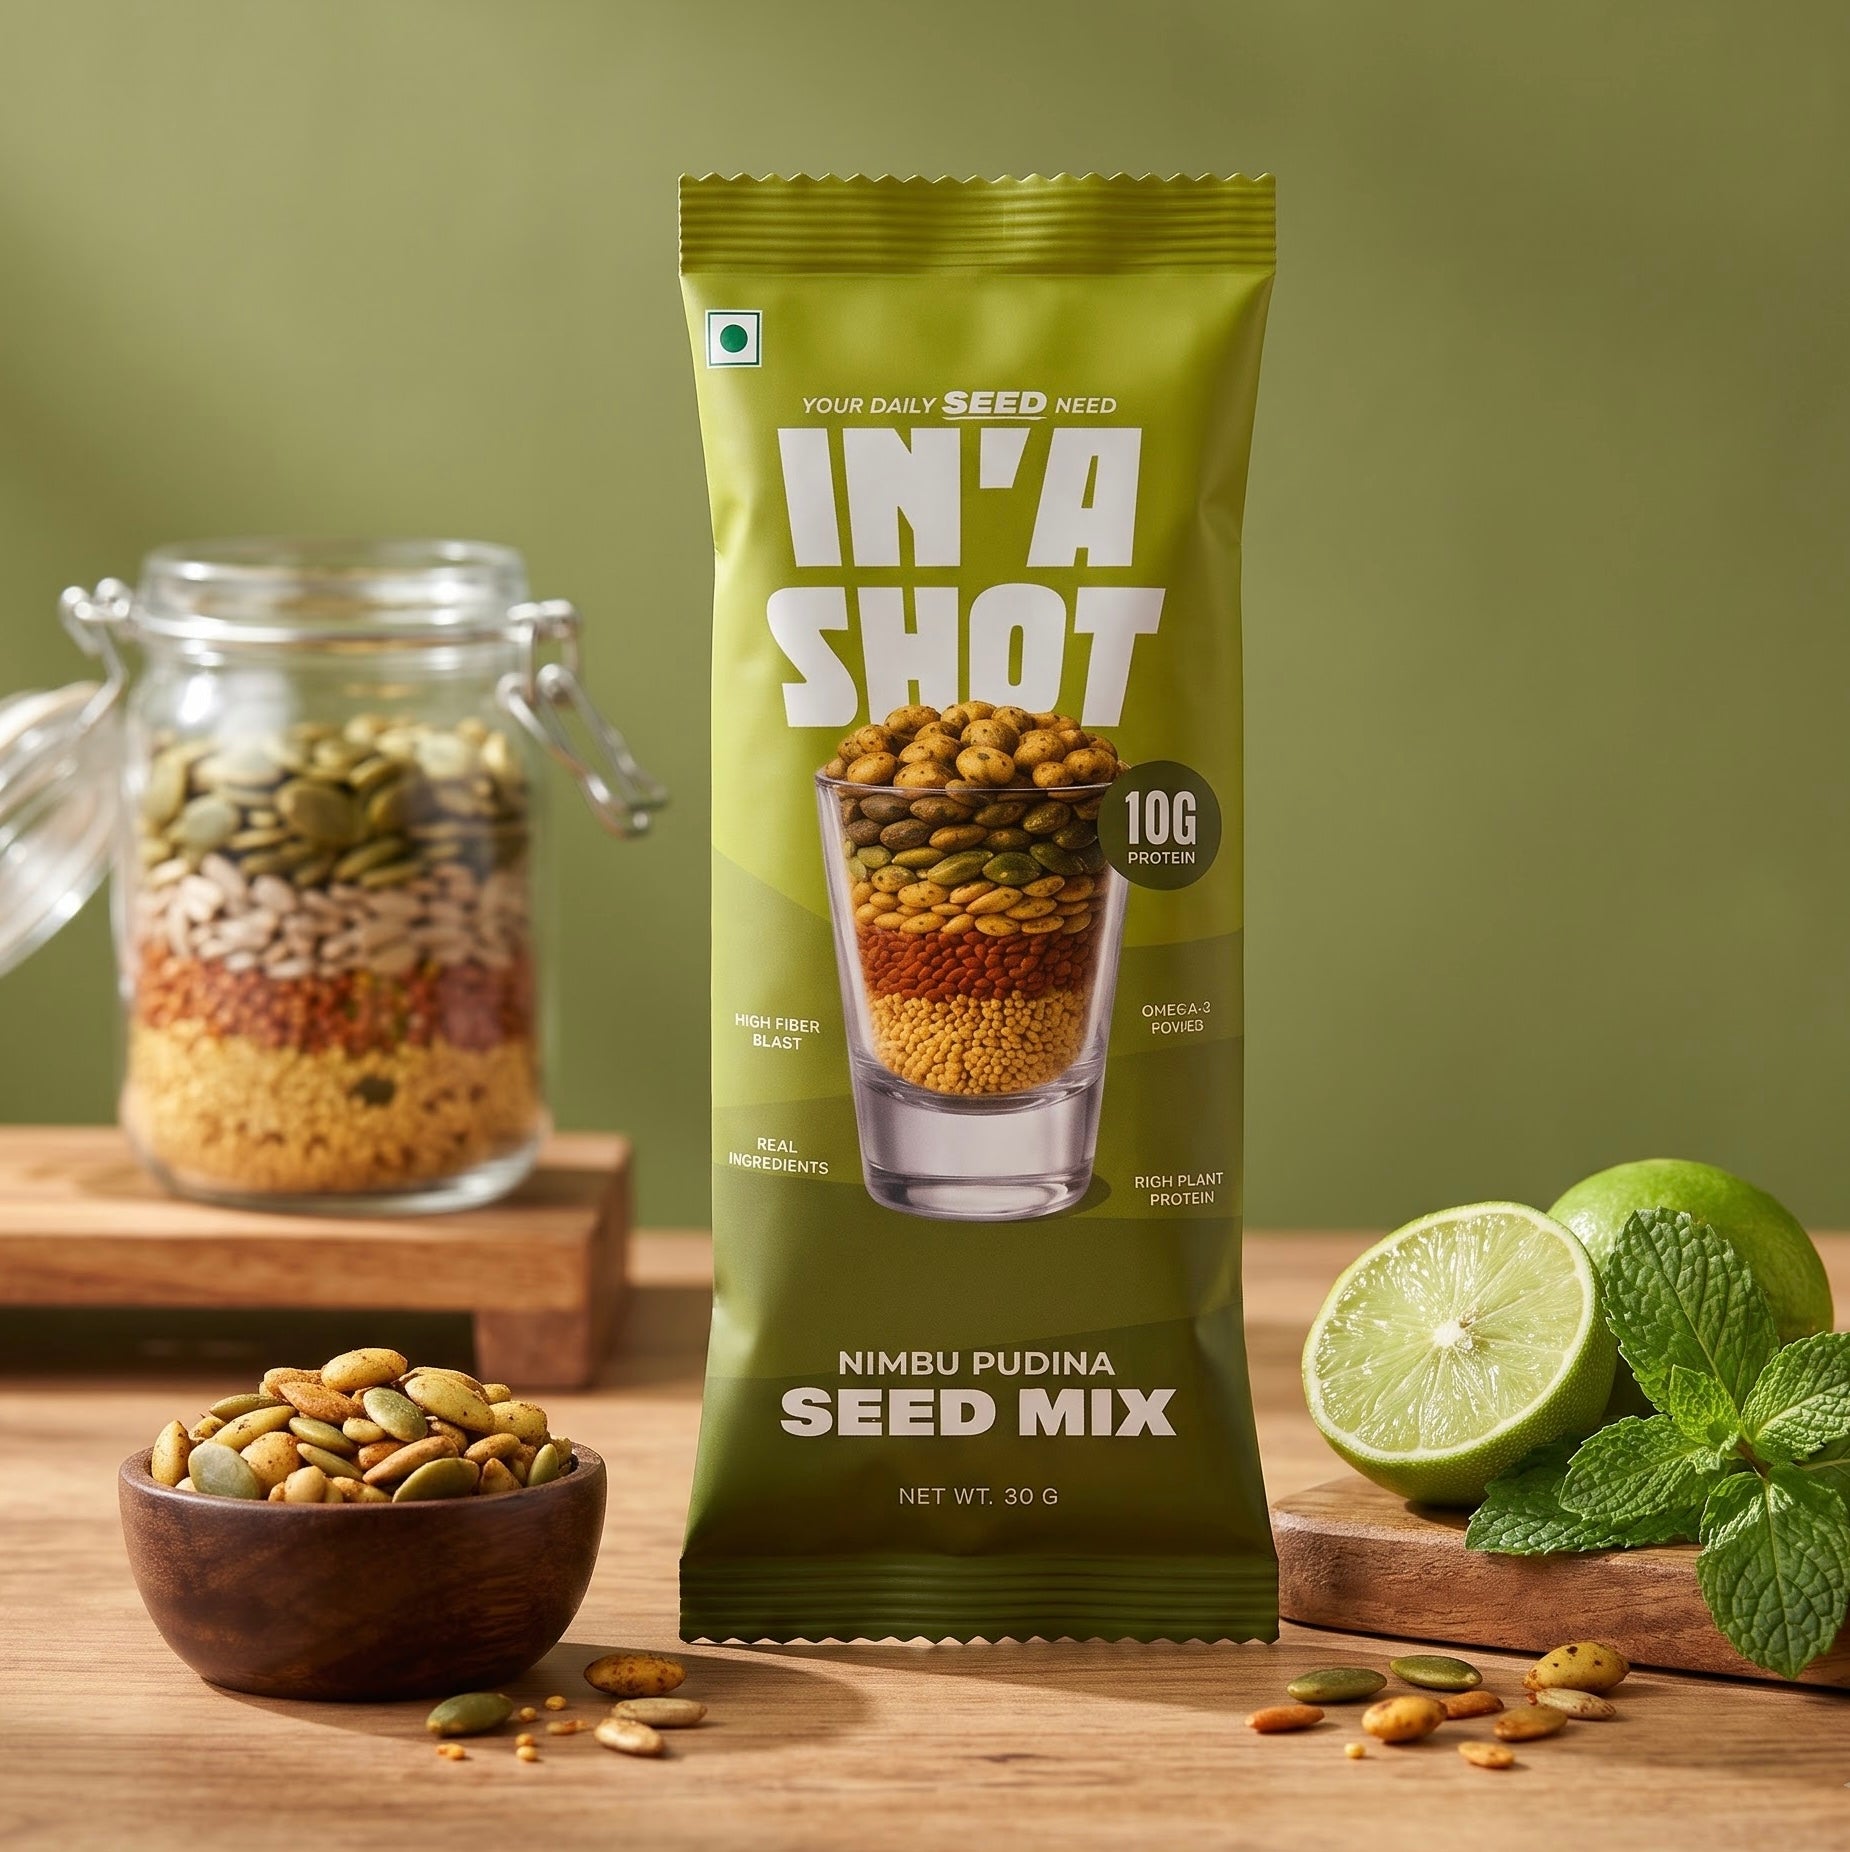 YOUR DAILY SEED NEED
IN'A
SHOT
10G
PROTEIN
HIGH FIBER
BLAST
OMEGA-3
REAL
INGREDIENTS
RIGH PLANT
PROTEIN
NIMBU PUDINA
SEED MIX
NET WT. 30 G